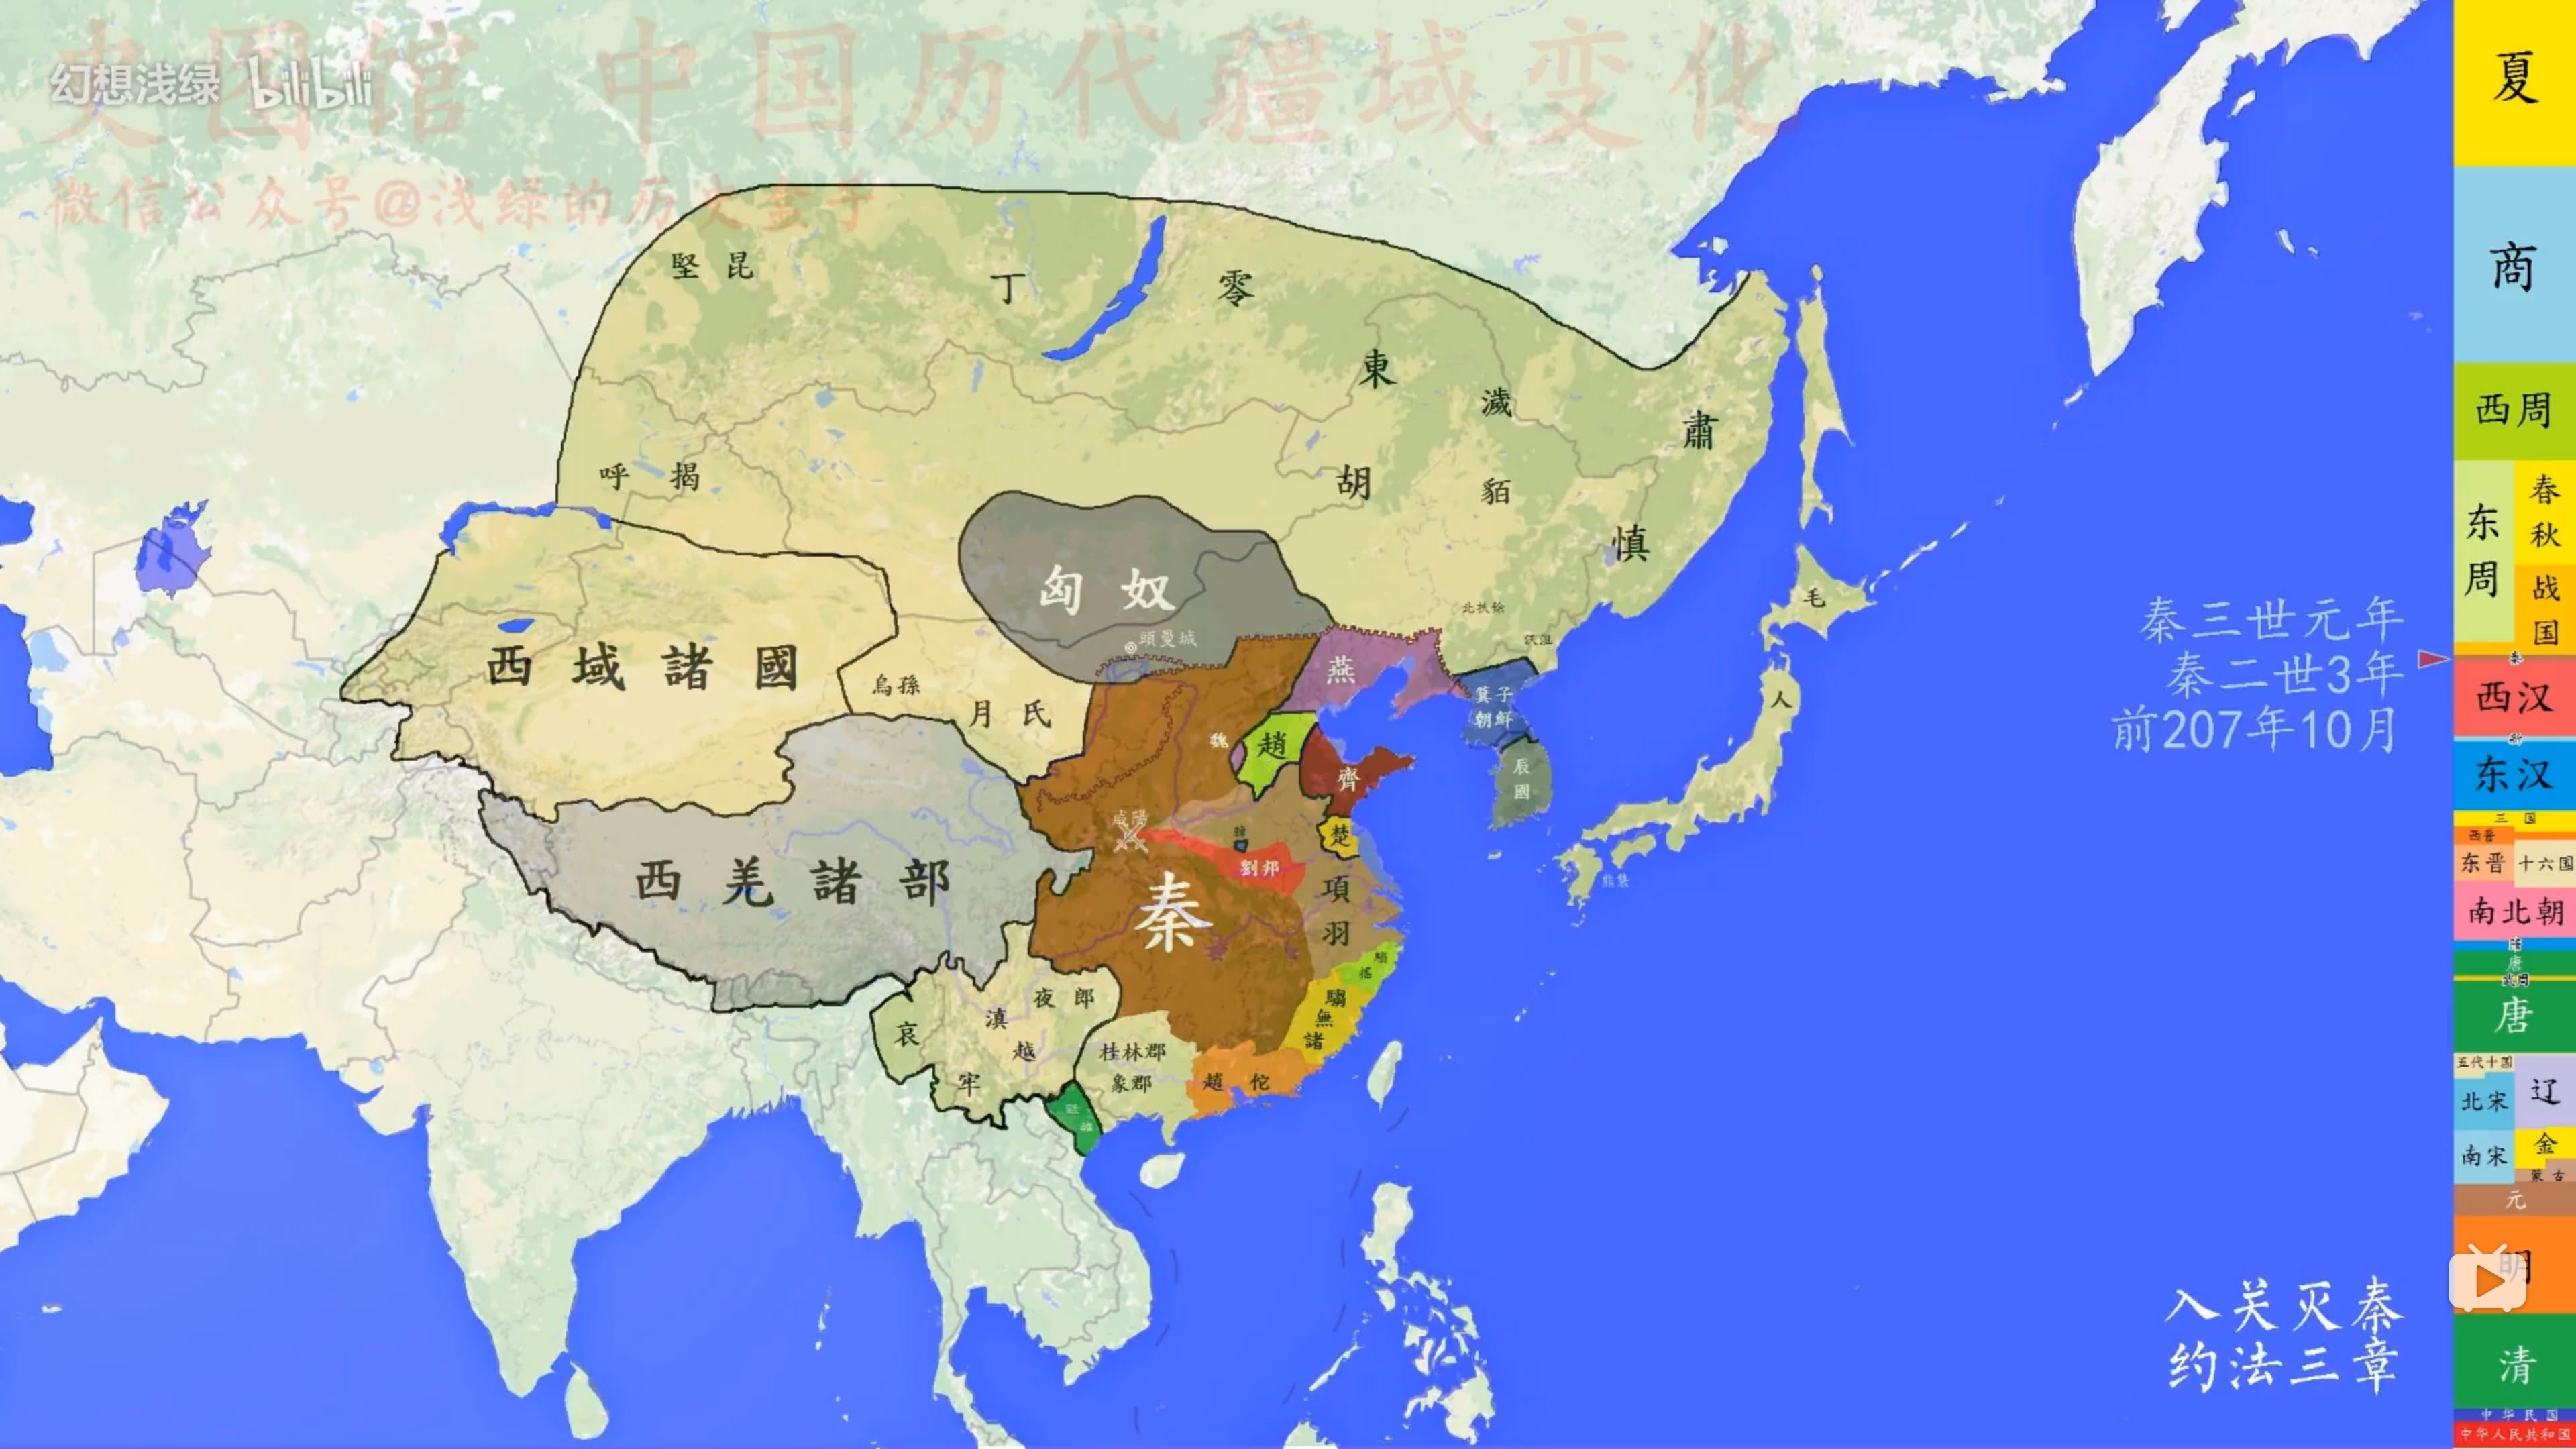 史图馆 中国历代疆域变化
幻想浅绿 bilibili
微信公众号@浅绿的历史盒子
堅昆
丁零
東胡
濊貊
肅慎
呼揭
匈奴
頭曼城
北扶餘
沃沮
毛人
西域諸國
烏孫
月氏
燕
箕子
朝鮮
辰國
魏
趙
齊
咸陽
楚
劉邦
項羽
秦
熊襲
西羌諸部
夜郎
滇越
哀牢
騶搖
騶無諸
桂林郡
象郡
趙佗
秦三世元年
秦二世3年
前207年10月
入关灭秦
约法三章
夏
商
西周
东周
春秋
战国
秦
西汉
新
东汉
三国
西晋
东晋
十六国
南北朝
隋
唐
武周
唐
五代十国
辽
北宋
金
南宋
蒙古
元
明
清
中华民国
中华人民共和国